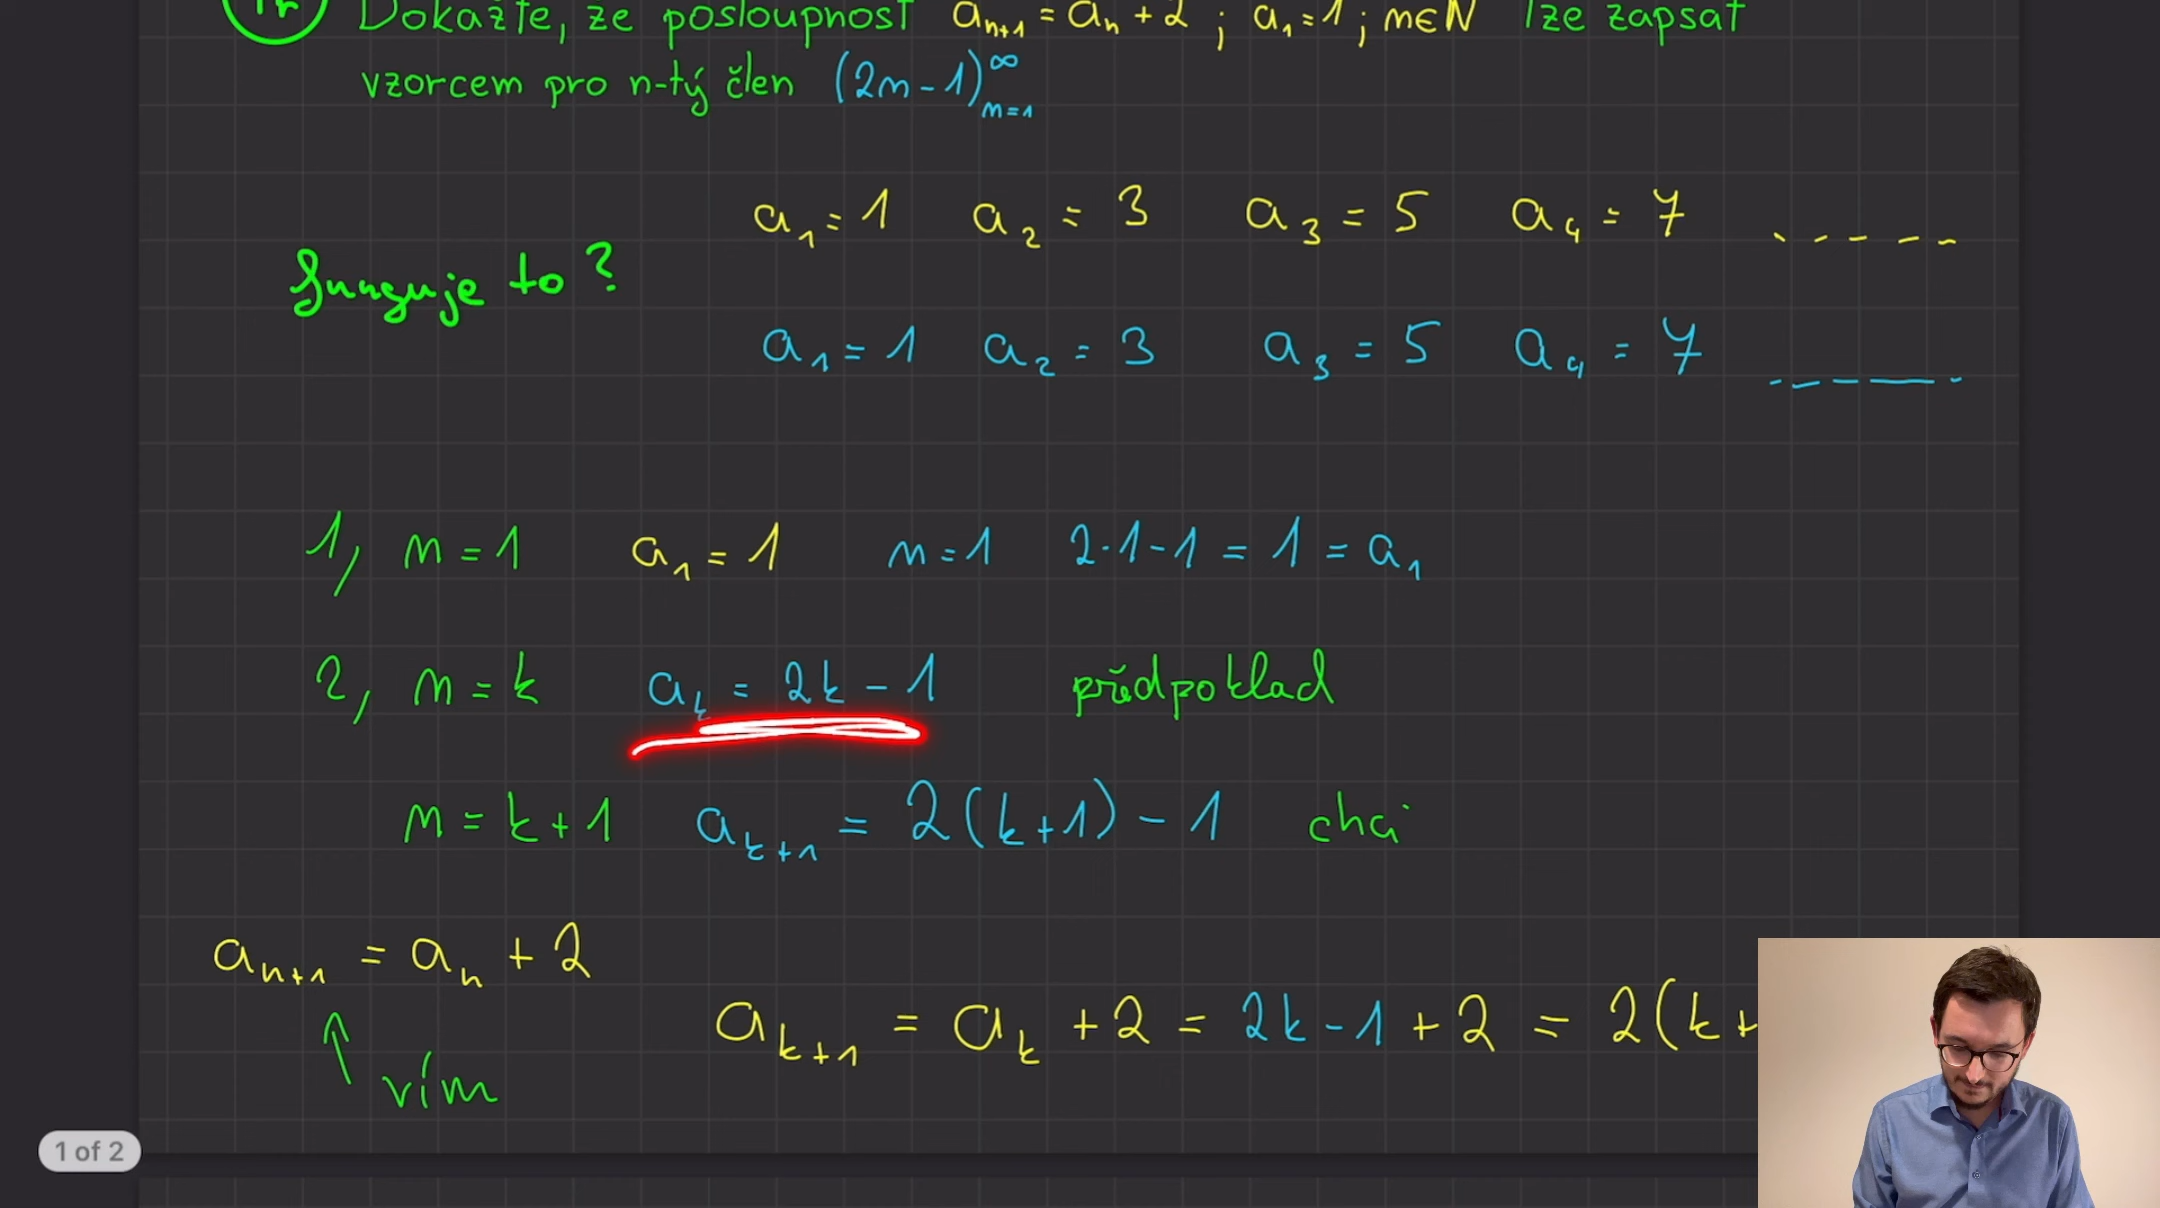 Př Dokažte, že posloupnost aₙ₊₁ = aₙ + 2 ; a₁ = 1 ; n∈N lze zapsat
vzorcem pro n-tý člen (2n - 1)^∞_{n=1}
a₁ = 1 a₂ = 3 a₃ = 5 a₄ = 7 - - - - -
funguje to?
a₁ = 1 a₂ = 3 a₃ = 5 a₄ = 7 - - - - -
1, n = 1 a₁ = 1 n = 1 2·1-1 = 1 = a₁
2, n = k aₖ = 2k - 1 předpoklad
n = k+1 aₖ₊₁ = 2(k+1) - 1 chci
aₙ₊₁ = aₙ + 2
aₖ₊₁ = aₖ + 2 = 2k - 1 + 2 = 2(k+
↑ vím
1 of 2